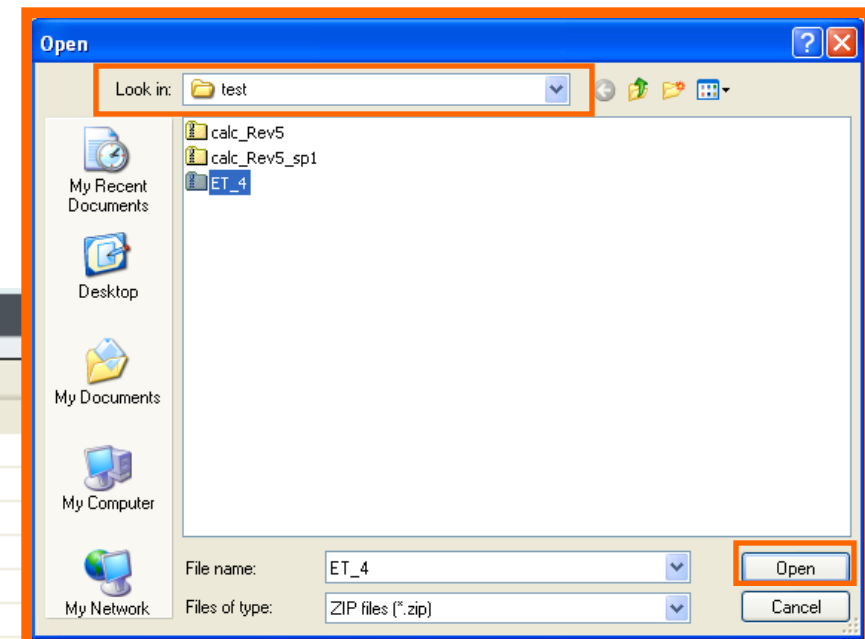 Open
Look in: test
calc_Rev5
calc_Rev5_sp1
ET_4
My Recent
Documents
Desktop
My Documents
My Computer
My Network
File name: ET_4 Open
Files of type: ZIP files (*.zip) Cancel